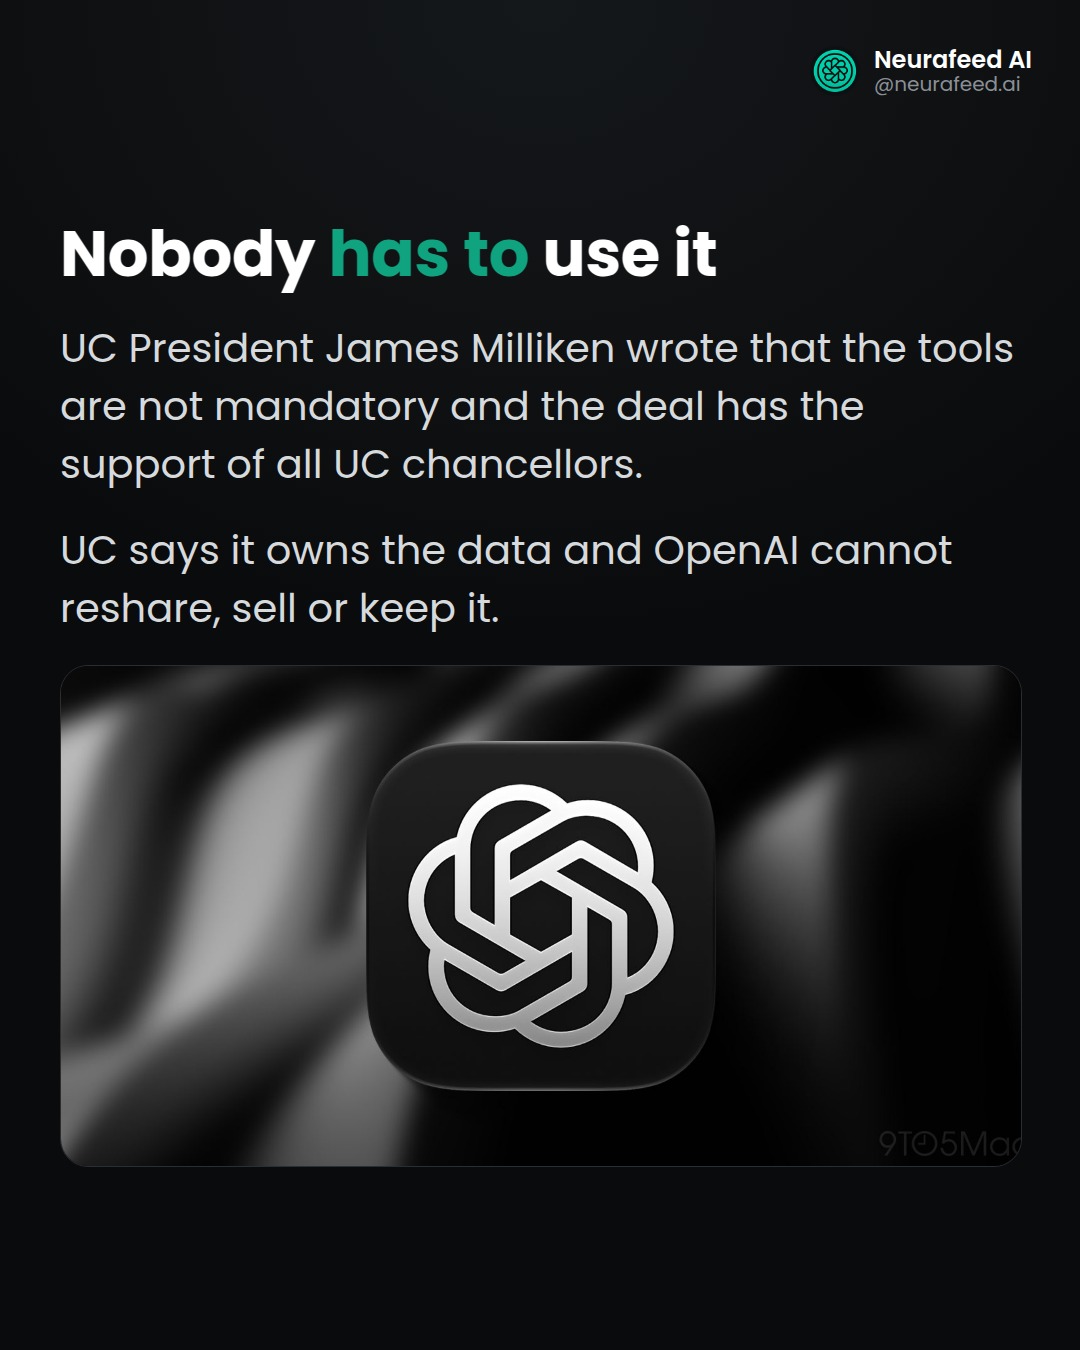 Neurafeed AI
@neurafeed.ai
Nobody has to use it
UC President James Milliken wrote that the tools
are not mandatory and the deal has the
support of all UC chancellors.
UC says it owns the data and OpenAI cannot
reshare, sell or keep it.
9TO5Mac